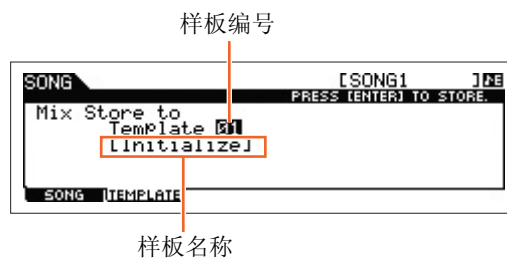 样板编号
SONG [SONG1 ]
PRESS [ENTER] TO STORE.
Mix Store to
Template 01
[Initialize]
SONG TEMPLATE
样板名称